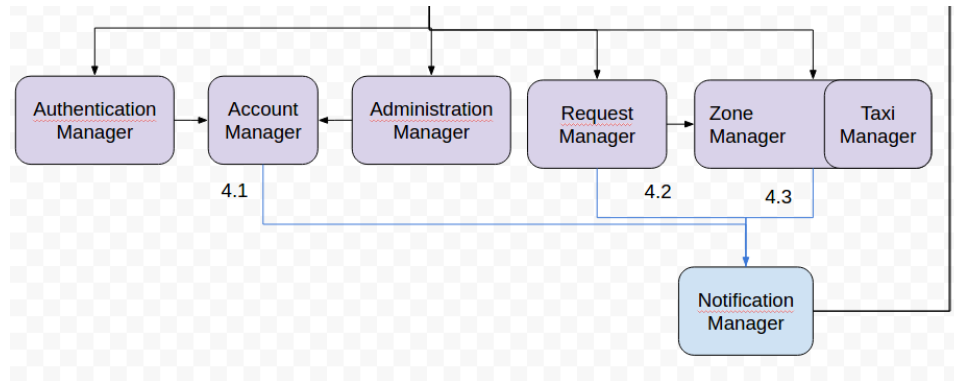 Authentication
Manager
Account
Manager
Administration
Manager
Request
Manager
Zone
Manager
Taxi
Manager
4.1
4.2
4.3
Notification
Manager